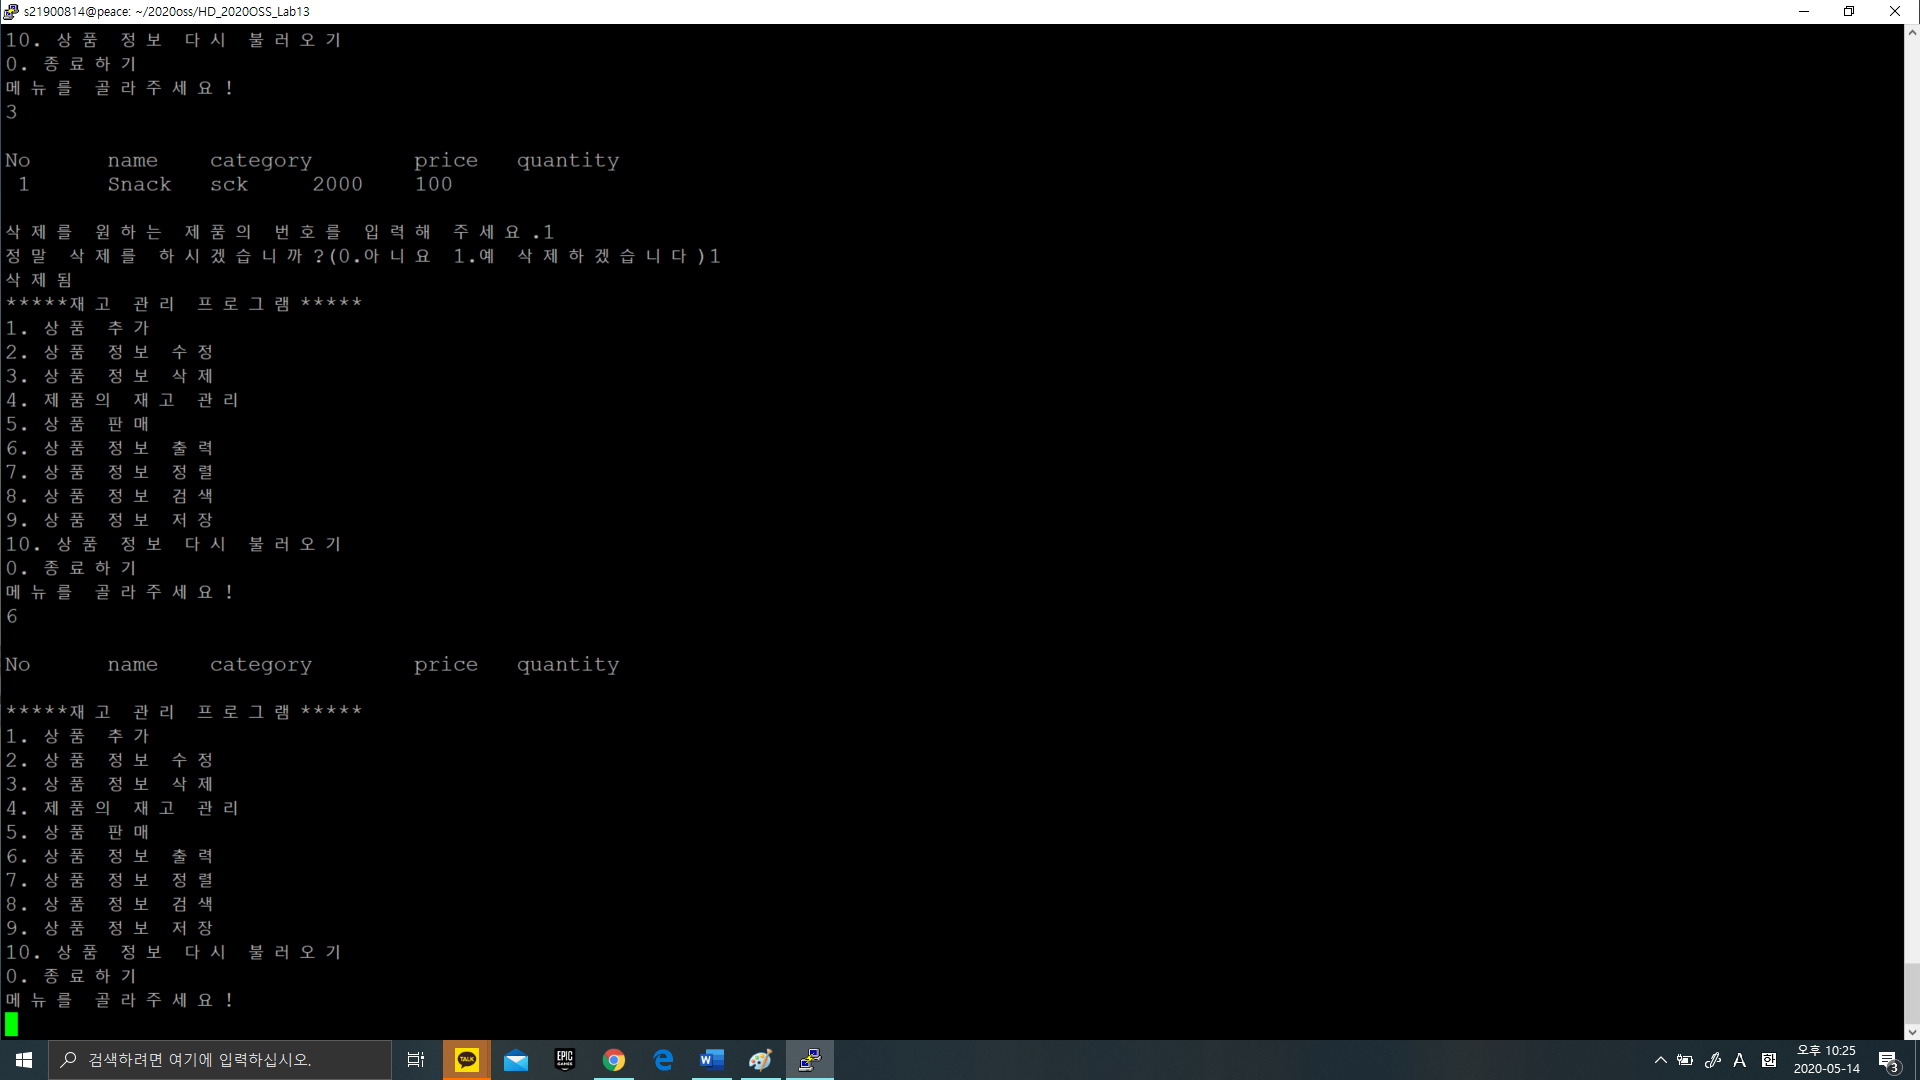 s21900814@peace: ~/2020oss/HD_2020OSS_Lab13
10. 상품 정보 다시 불러오기
0. 종료하기
메뉴를 골라주세요!
3
No name category price quantity
1 Snack sck 2000 100
삭제를 원하는 제품의 번호를 입력해 주세요.1
정말 삭제를 하시겠습니까?(0.아니요 1.예 삭제하겠습니다)1
삭제됨
*****재고 관리 프로그램*****
1. 상품 추가
2. 상품 정보 수정
3. 상품 정보 삭제
4. 제품의 재고 관리
5. 상품 판매
6. 상품 정보 출력
7. 상품 정보 정렬
8. 상품 정보 검색
9. 상품 정보 저장
10. 상품 정보 다시 불러오기
0. 종료하기
메뉴를 골라주세요!
6
No name category price quantity
*****재고 관리 프로그램*****
1. 상품 추가
2. 상품 정보 수정
3. 상품 정보 삭제
4. 제품의 재고 관리
5. 상품 판매
6. 상품 정보 출력
7. 상품 정보 정렬
8. 상품 정보 검색
9. 상품 정보 저장
10. 상품 정보 다시 불러오기
0. 종료하기
메뉴를 골라주세요!
검색하려면 여기에 입력하십시오.
TALK
EPIC GAMES
A 한
오후 10:25
2020-05-14
3